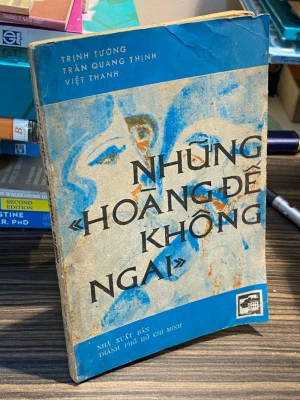 TRỊNH TƯỜNG
TRẦN QUANG THỊNH
VIỆT THANH
NHỮNG
«HOÀNG ĐẾ
KHÔNG
NGAI»
NHÀ XUẤT BẢN
THÀNH PHỐ HỒ CHÍ MINH
SECOND
EDITION
R. PHD